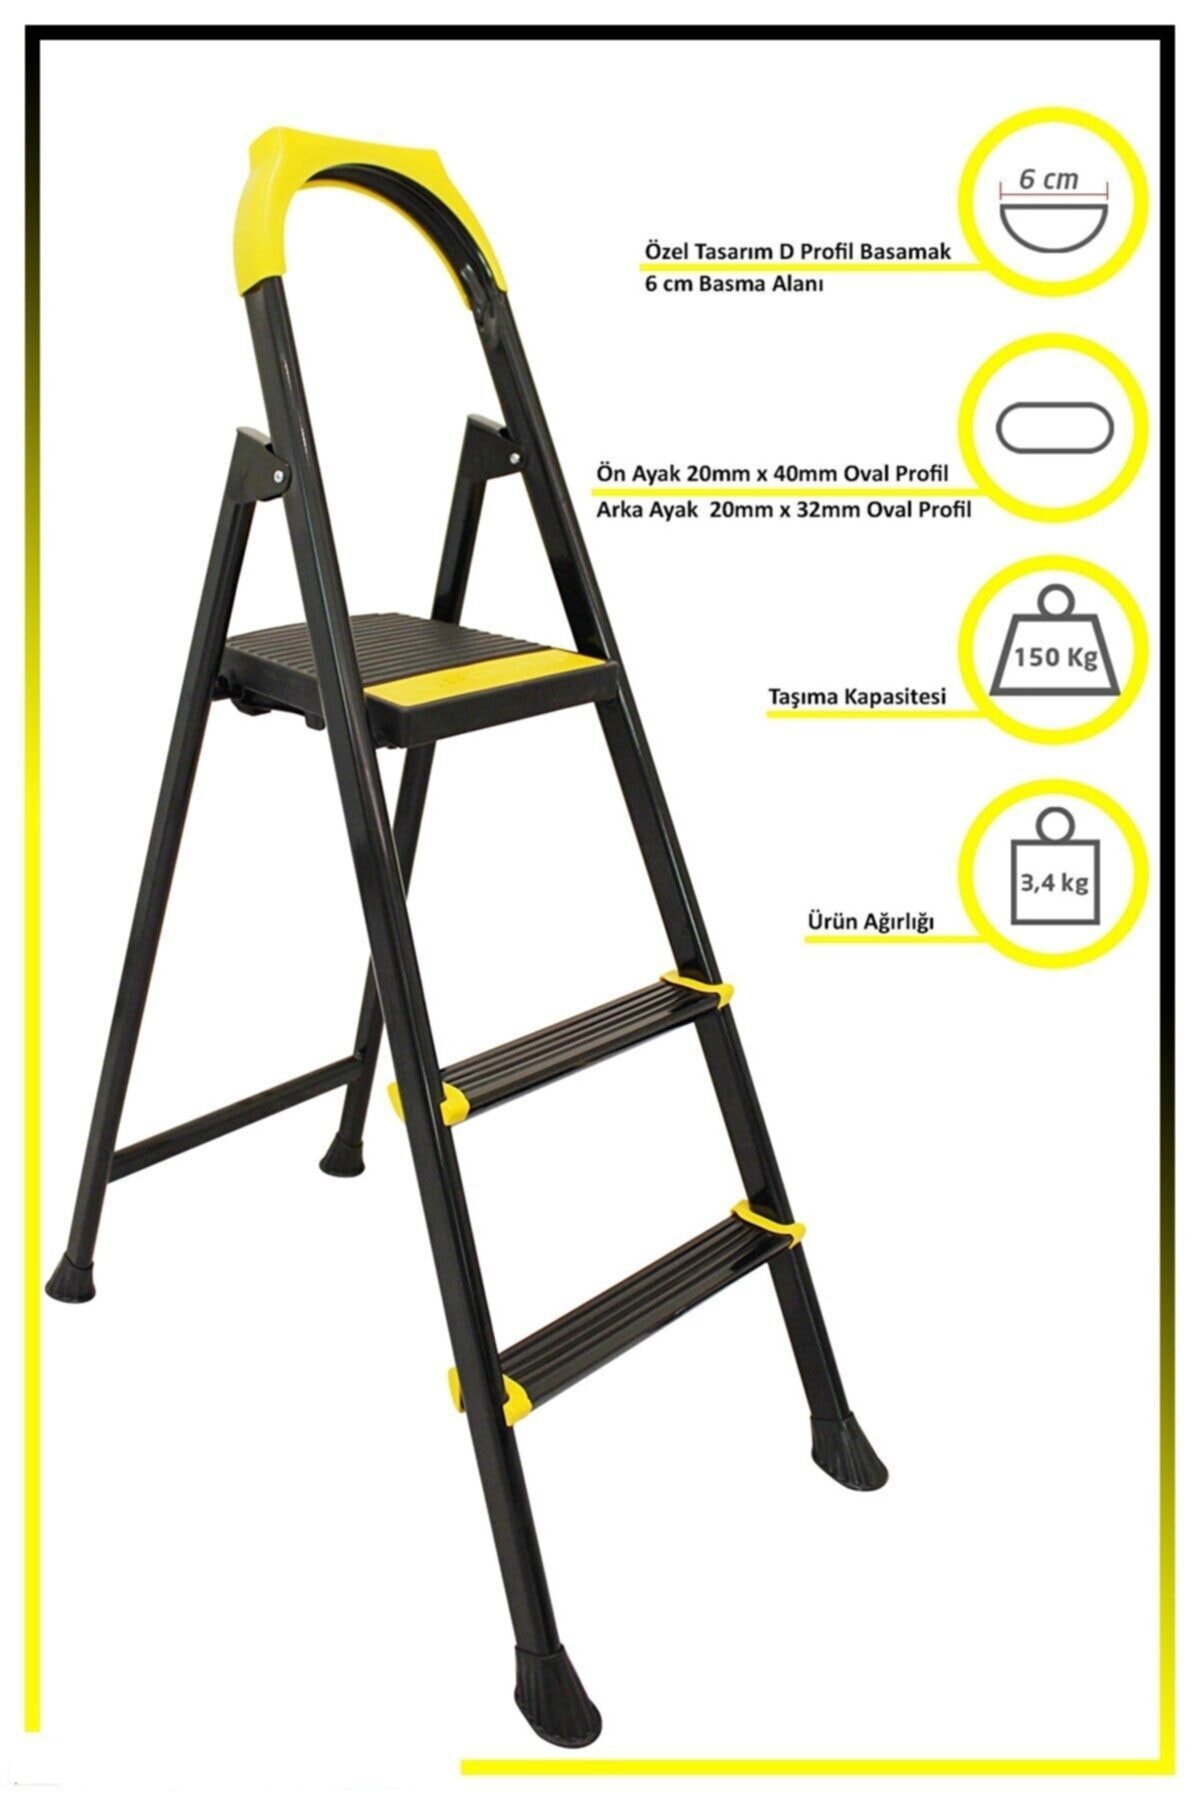 6 cm
Özel Tasarım D Profil Basamak
6 cm Basma Alanı
Ön Ayak 20mm x 40mm Oval Profil
Arka Ayak 20mm x 32mm Oval Profil
150 Kg
Taşıma Kapasitesi
3,4 kg
Ürün Ağırlığı